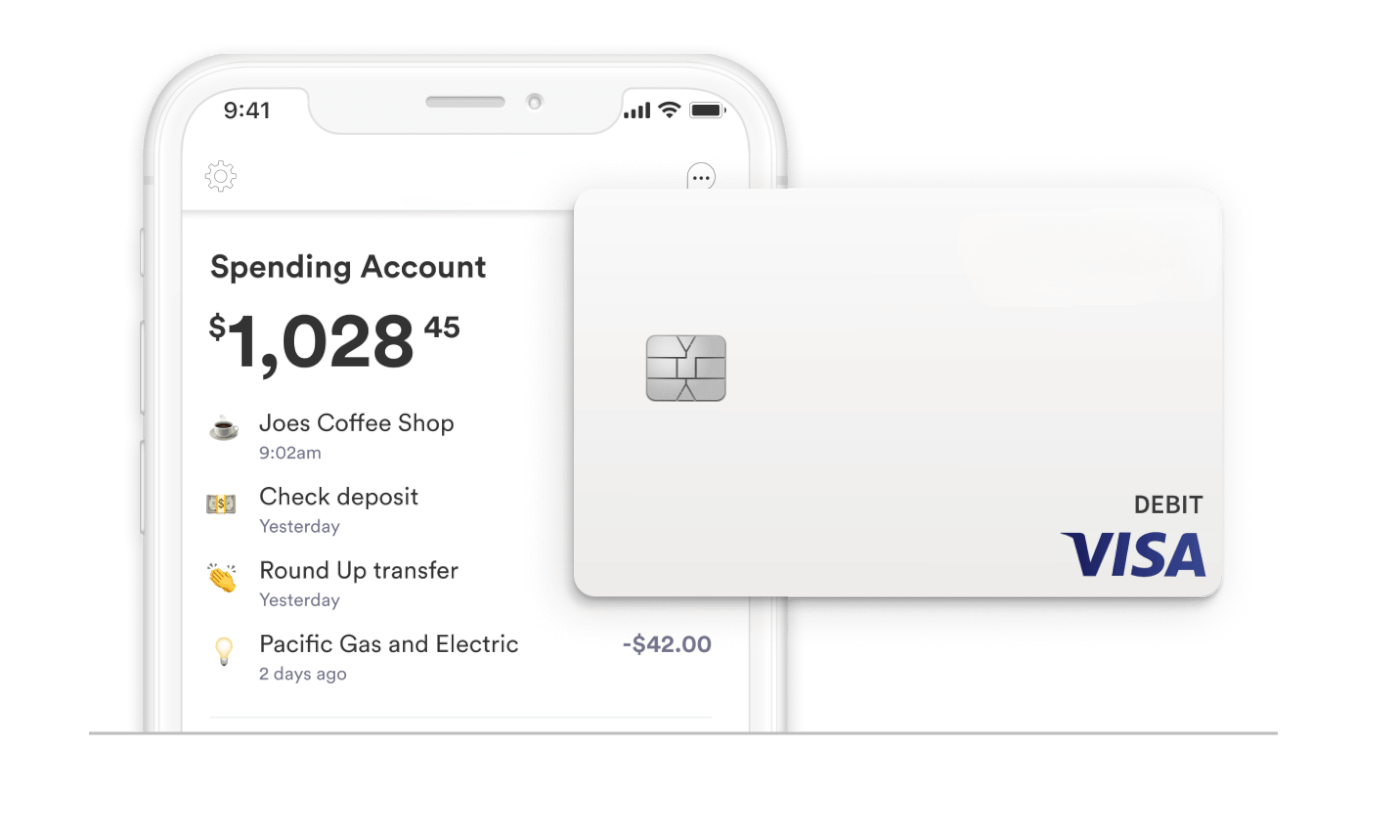 9:41
Spending Account
$1,028 45
Joes Coffee Shop
9:02am
Check deposit
Yesterday
Round Up transfer
Yesterday
Pacific Gas and Electric -$42.00
2 days ago
DEBIT
VISA